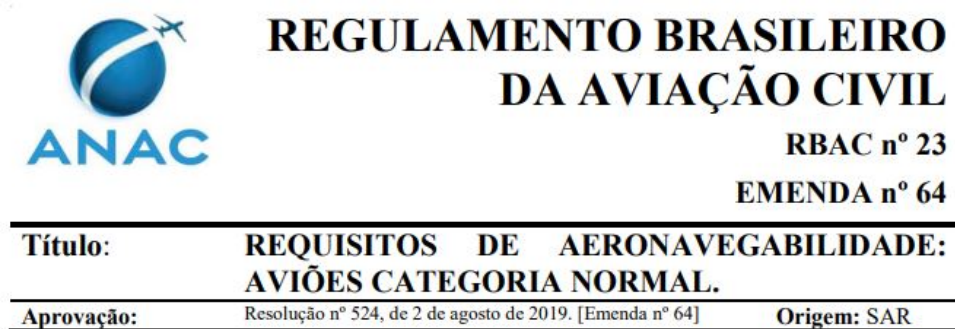 REGULAMENTO BRASILEIRO
DA AVIAÇÃO CIVIL
ANAC
RBAC nº 23
EMENDA nº 64
Título: REQUISITOS DE AERONAVEGABILIDADE:
AVIÕES CATEGORIA NORMAL.
Aprovação: Resolução nº 524, de 2 de agosto de 2019. [Emenda nº 64] Origem: SAR